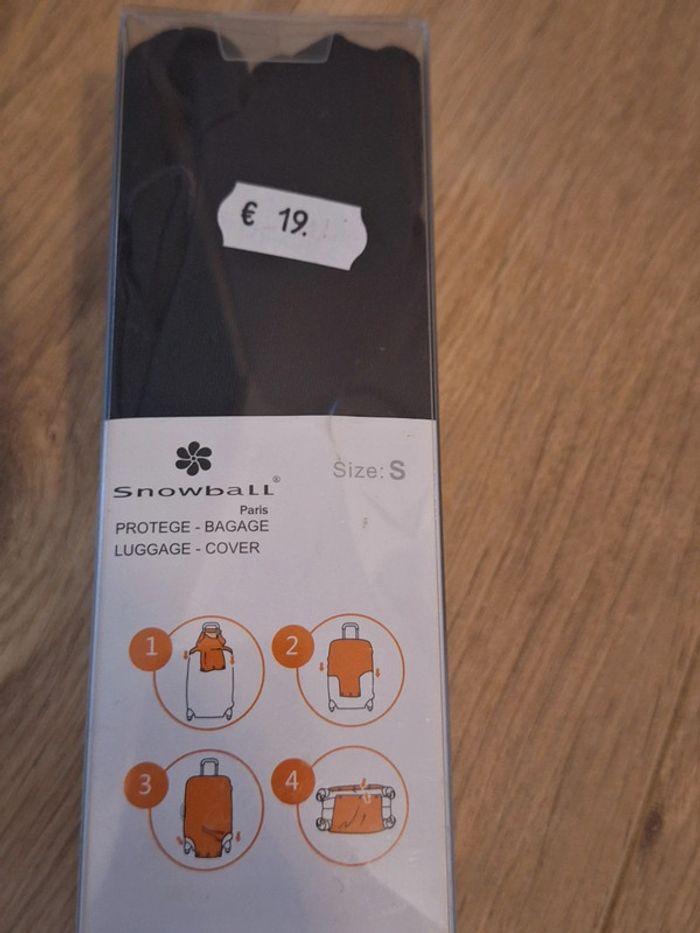 € 19.
Snowball®
Size: S
Paris
PROTEGE - BAGAGE
LUGGAGE - COVER
1
2
3
4